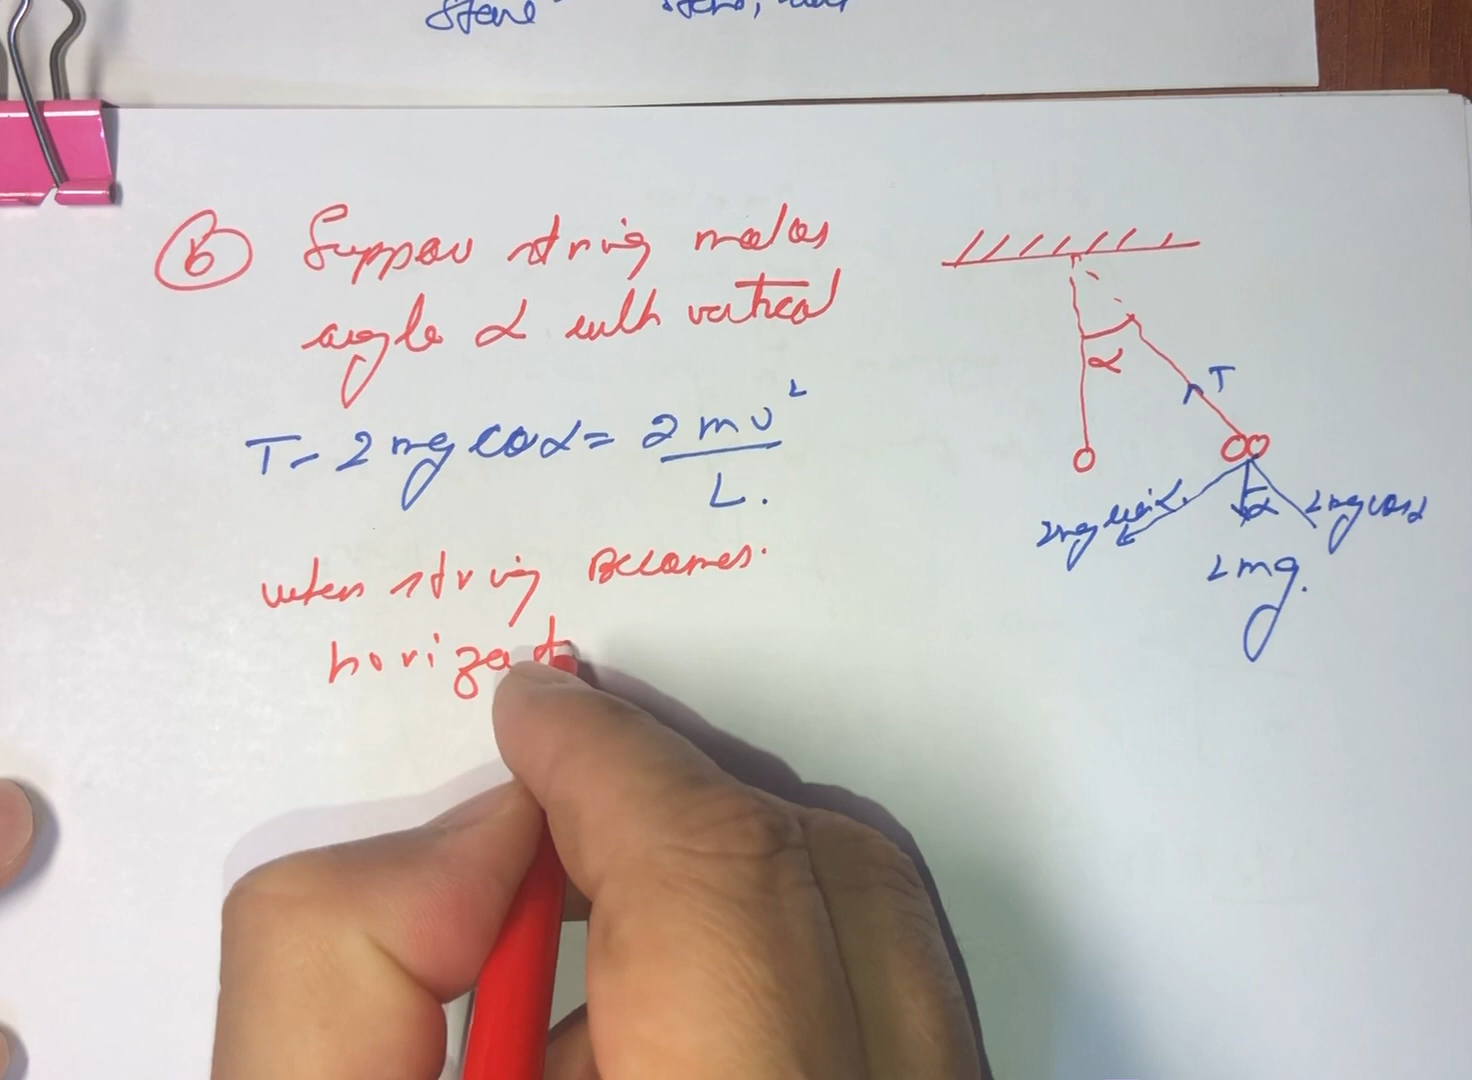 (b) Suppose string makes
angle α with vertical
T - 2mg cos α = 2mv² / L.
when string Becomes.
horizont
α
T
2mg sin α
α
2mg cos α
2mg.